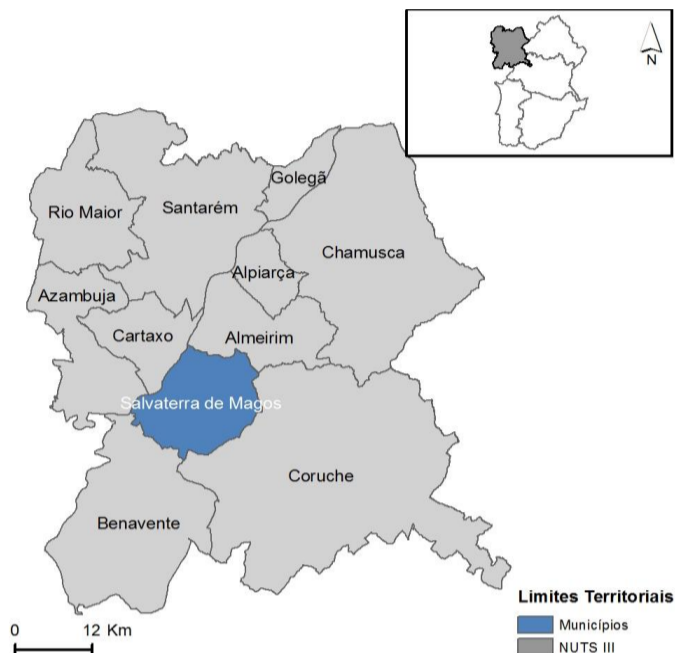 N
Golegã
Rio Maior
Santarém
Chamusca
Alpiarça
Azambuja
Cartaxo
Almeirim
Salvaterra de Magos
Coruche
Benavente
Limites Territoriais
0 12 Km
Municípios
NUTS III